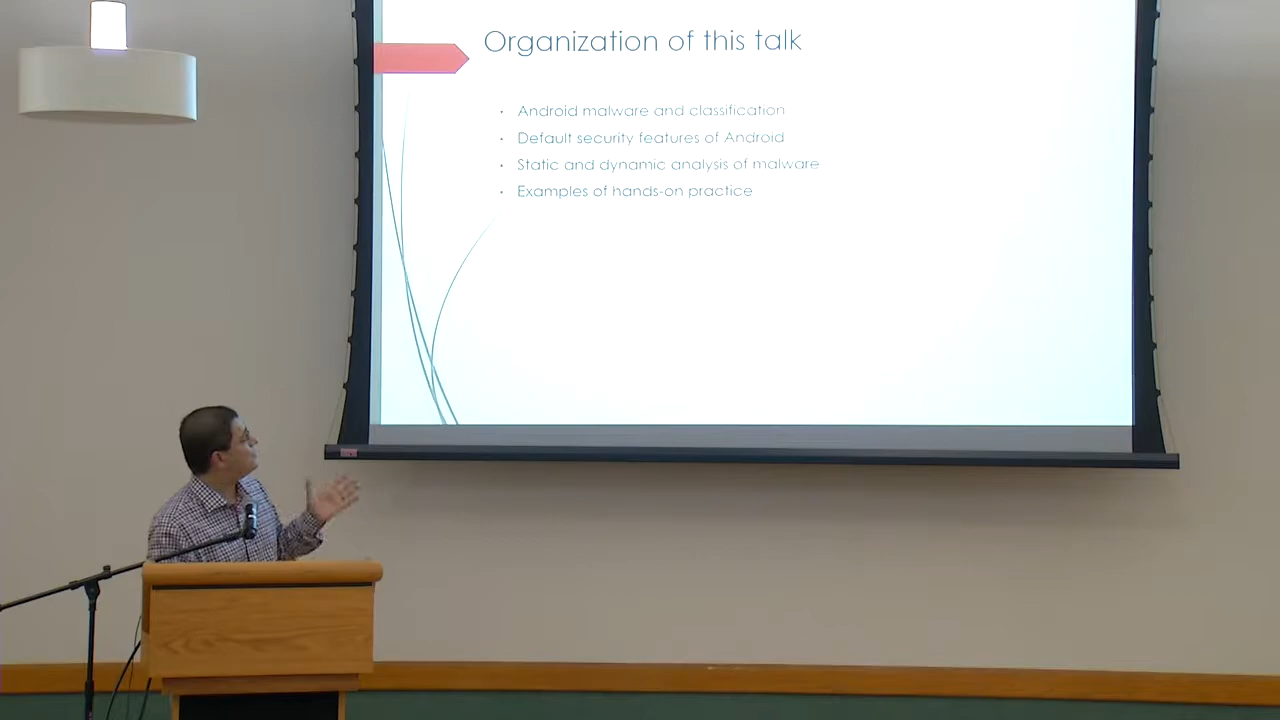 Organization of this talk
Android malware and classification
Default security features of Android
Static and dynamic analysis of malware
Examples of hands-on practice